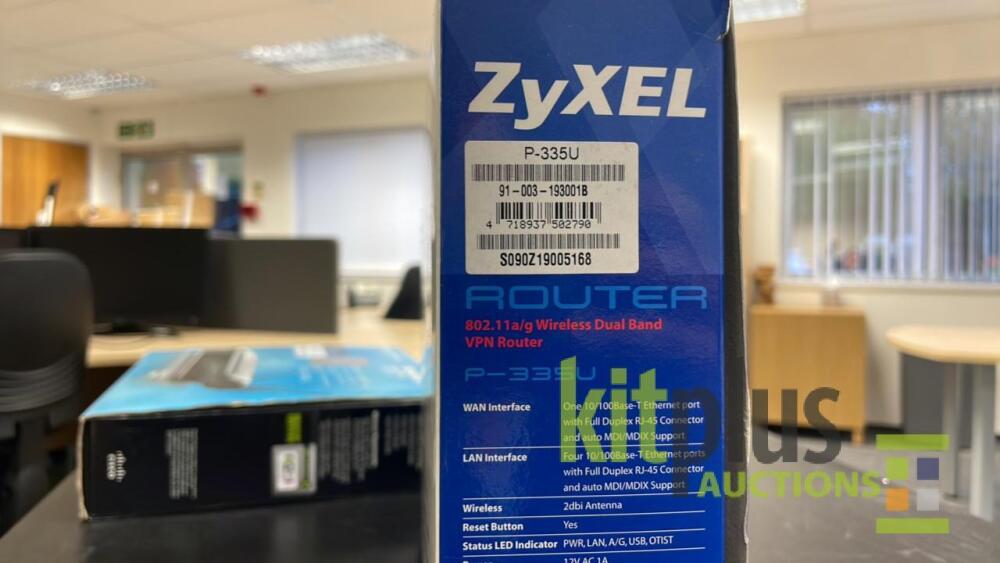 ZyXEL
P-335U
91-003-193001B
4 718937 502790
S090Z19005168
ROUTER
802.11a/g Wireless Dual Band
VPN Router
P-335U
WAN Interface One 10/100Base-T Ethernet port
with Full Duplex RJ-45 Connector
and auto MDI/MDIX Support
LAN Interface Four 10/100Base-T Ethernet ports
with Full Duplex RJ-45 Connector
and auto MDI/MDIX Support
Wireless 2dbi Antenna
Reset Button Yes
Status LED Indicator PWR, LAN, A/G, USB, OTIST
12V AC 1A
kitplus
AUCTIONS